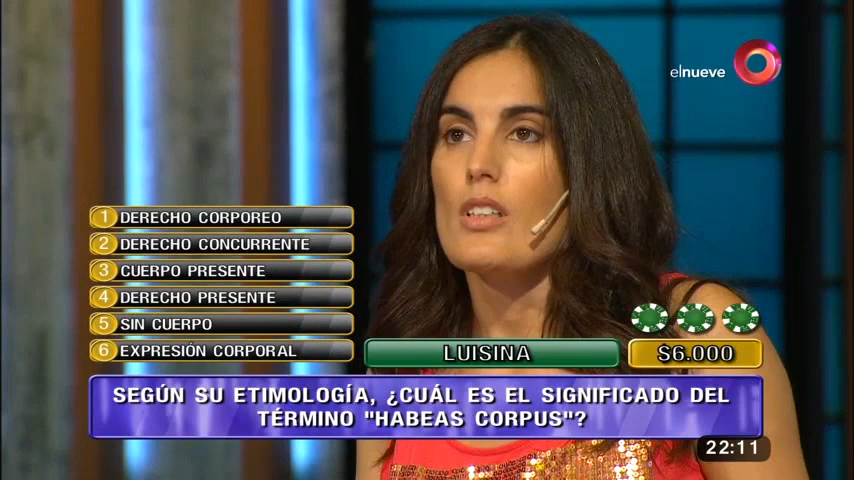 elnueve
1 DERECHO CORPOREO
2 DERECHO CONCURRENTE
3 CUERPO PRESENTE
4 DERECHO PRESENTE
5 SIN CUERPO
6 EXPRESIÓN CORPORAL
LUISINA
$6.000
SEGÚN SU ETIMOLOGÍA, ¿CUÁL ES EL SIGNIFICADO DEL
TÉRMINO "HABEAS CORPUS"?
22:11